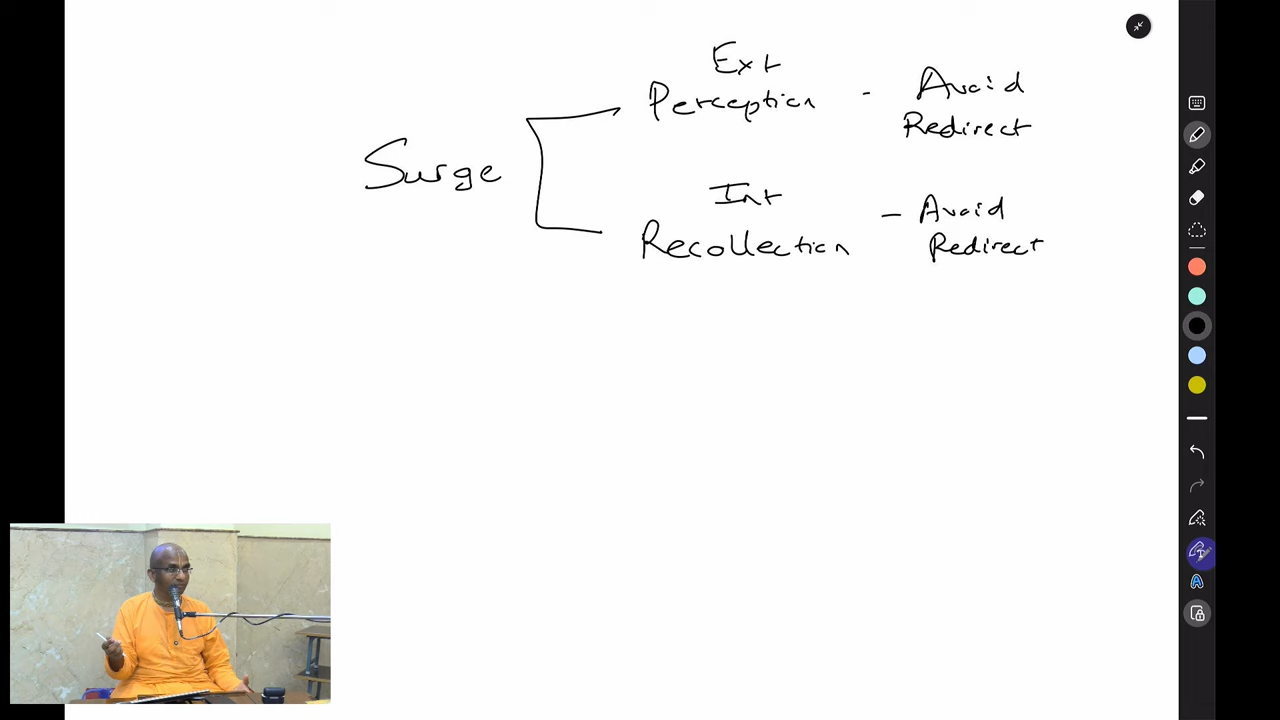 Ext
Perception - Avoid
Redirect
Surge
Int
Recollection - Avoid
Redirect